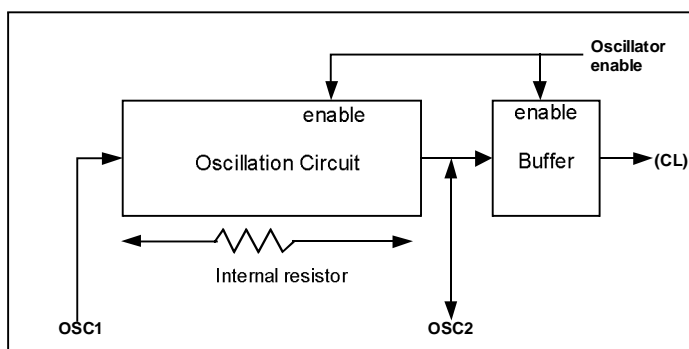 Oscillator
enable
enable
enable
Oscillation Circuit
Buffer
(CL)
Internal resistor
OSC1
OSC2